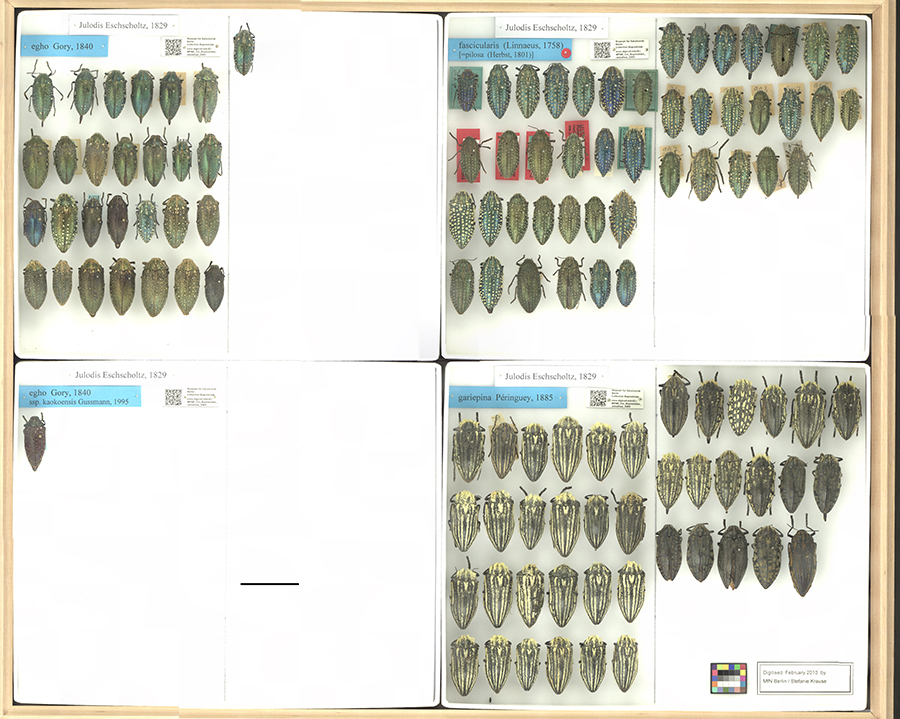 Julodis Eschscholtz, 1829
egho Gory, 1840
Julodis Eschscholtz, 1829
fascicularis (Linnaeus, 1758)
[=pilosa (Herbst, 1801)]
Julodis Eschscholtz, 1829
egho Gory, 1840
ssp. kaokoensis Gussmann, 1995
Julodis Eschscholtz, 1829
gariepina Péringuey, 1885
Digitised: February 2010 by
MfN Berlin / Stefanie Krause